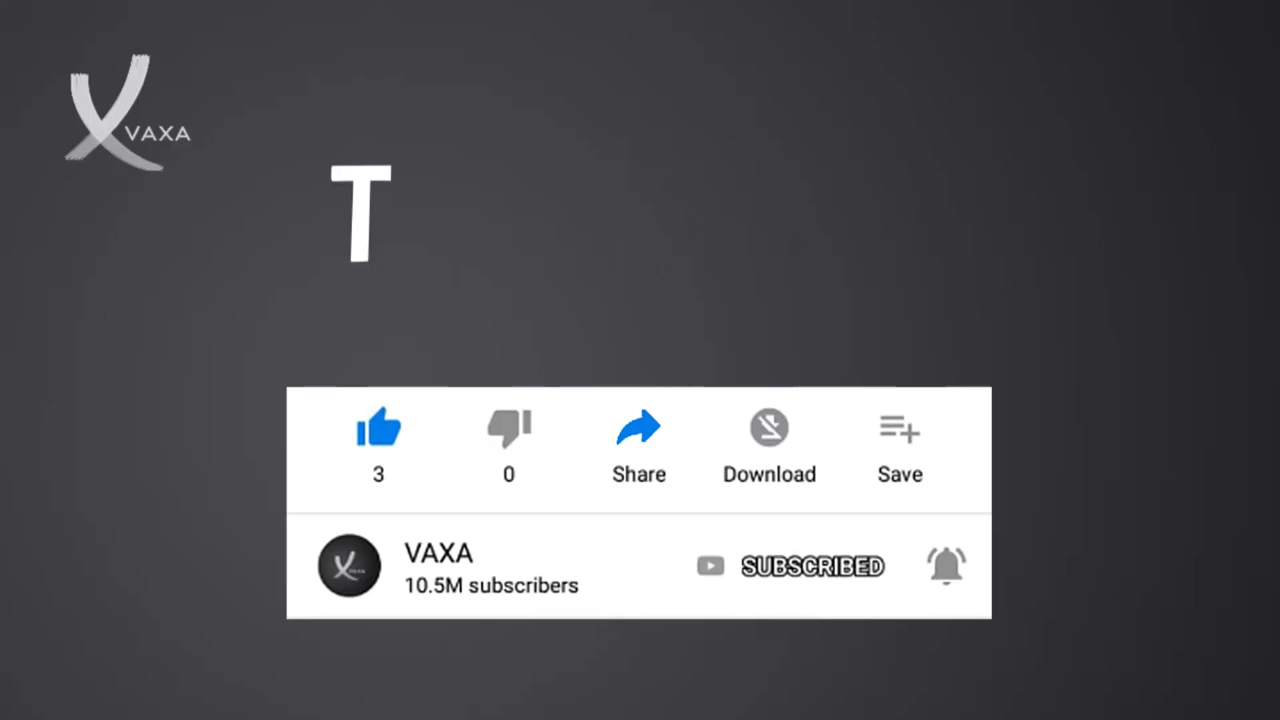 VAXA
T
3 0 Share Download Save
VAXA
10.5M subscribers
SUBSCRIBED